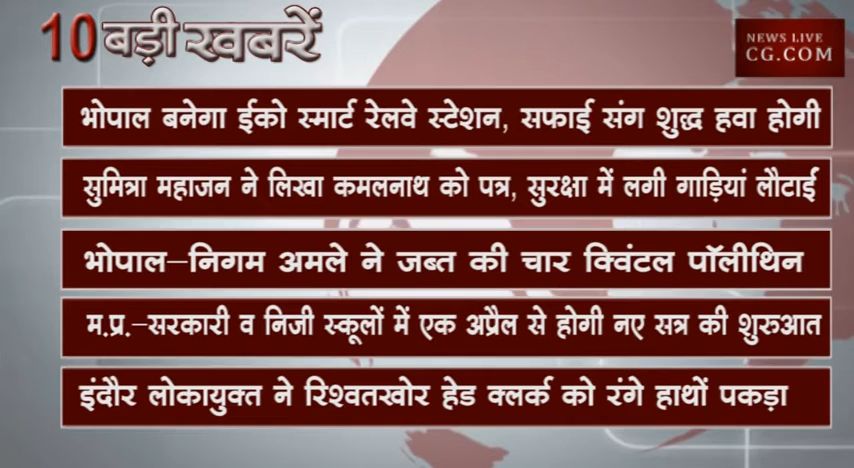 10 बड़ी खबरें
NEWS LIVE
CG.COM
भोपाल बनेगा ईको स्मार्ट रेलवे स्टेशन, सफाई संग शुद्ध हवा होगी
सुमित्रा महाजन ने लिखा कमलनाथ को पत्र, सुरक्षा में लगी गाड़ियां लौटाई
भोपाल–निगम अमले ने जब्त की चार क्विंटल पॉलीथिन
म.प्र.–सरकारी व निजी स्कूलों में एक अप्रैल से होगी नए सत्र की शुरुआत
इंदौर लोकायुक्त ने रिश्वतखोर हेड क्लर्क को रंगे हाथों पकड़ा